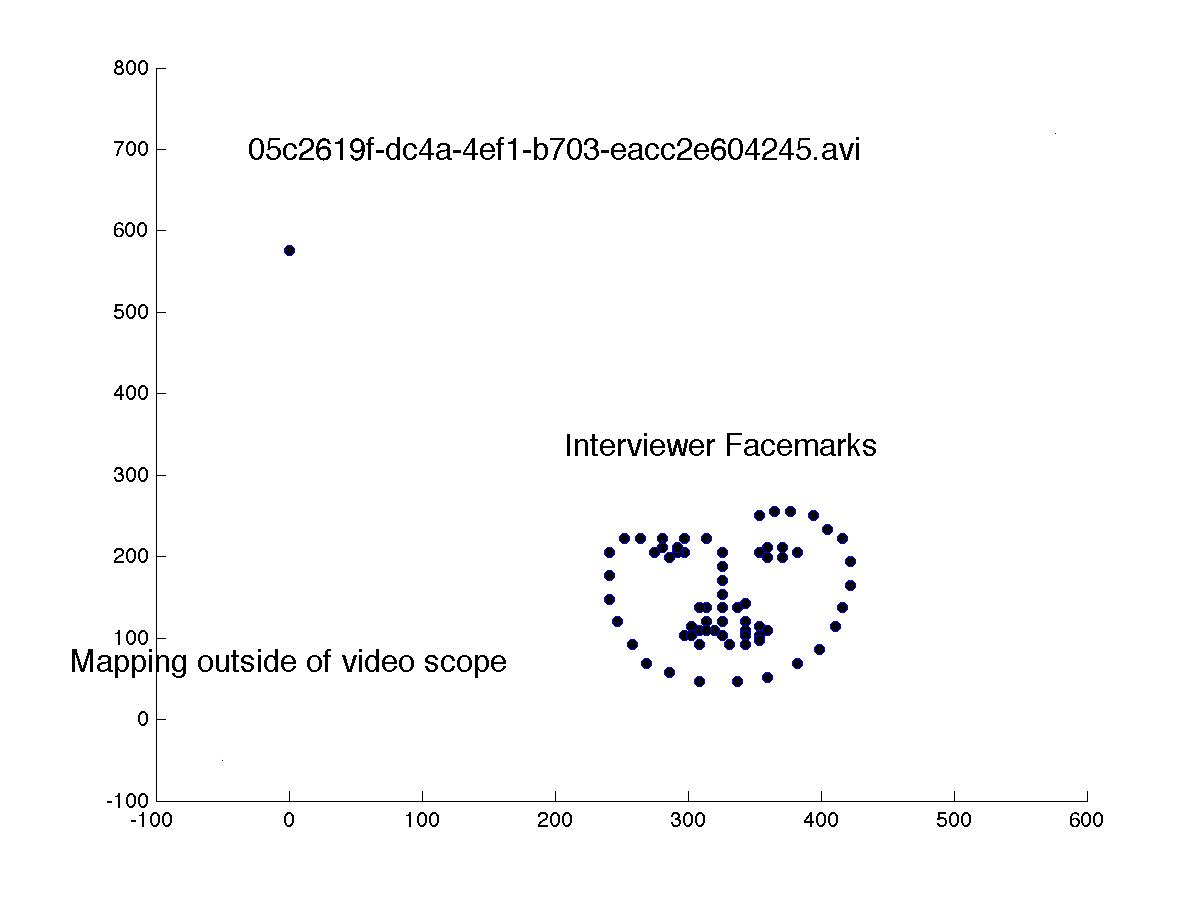 800
700
05c2619f-dc4a-4ef1-b703-eacc2e604245.avi
600
500
400
Interviewer Facemarks
300
200
100
Mapping outside of video scope
0
-100
-100 0 100 200 300 400 500 600